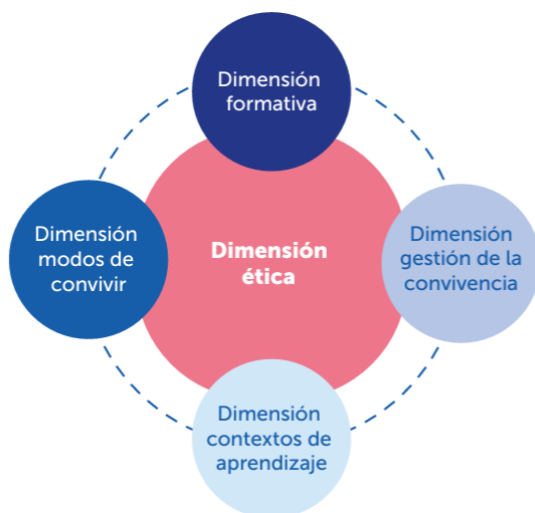 Dimensión
formativa
Dimensión
modos de
convivir
Dimensión
ética
Dimensión
gestión de la
convivencia
Dimensión
contextos de
aprendizaje